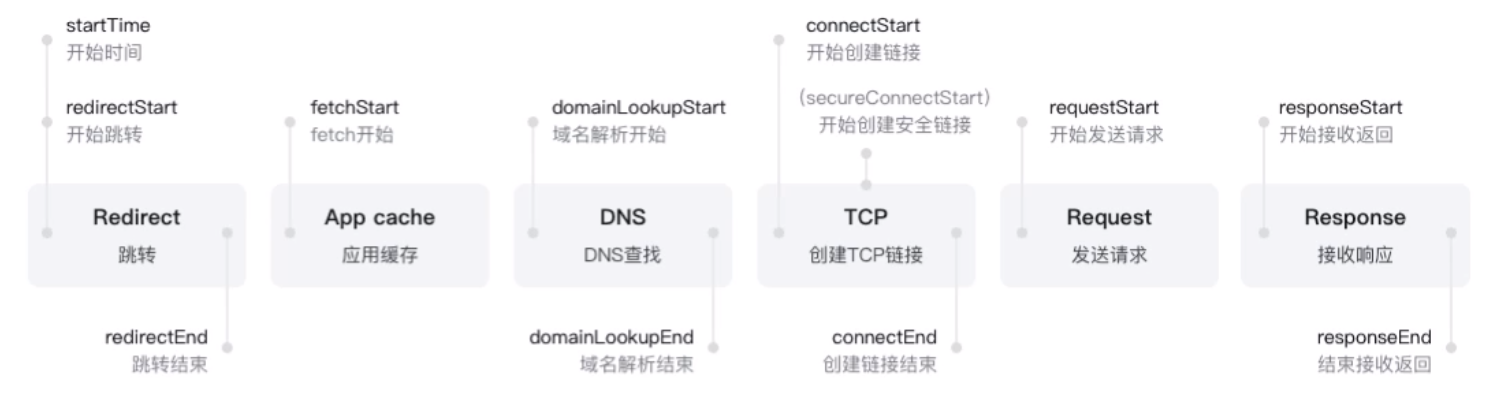 startTime
开始时间
redirectStart
开始跳转
fetchStart
fetch开始
domainLookupStart
域名解析开始
connectStart
开始创建链接
(secureConnectStart)
开始创建安全链接
requestStart
开始发送请求
responseStart
开始接收返回
Redirect
跳转
App cache
应用缓存
DNS
DNS查找
TCP
创建TCP链接
Request
发送请求
Response
接收响应
redirectEnd
跳转结束
domainLookupEnd
域名解析结束
connectEnd
创建链接结束
responseEnd
结束接收返回